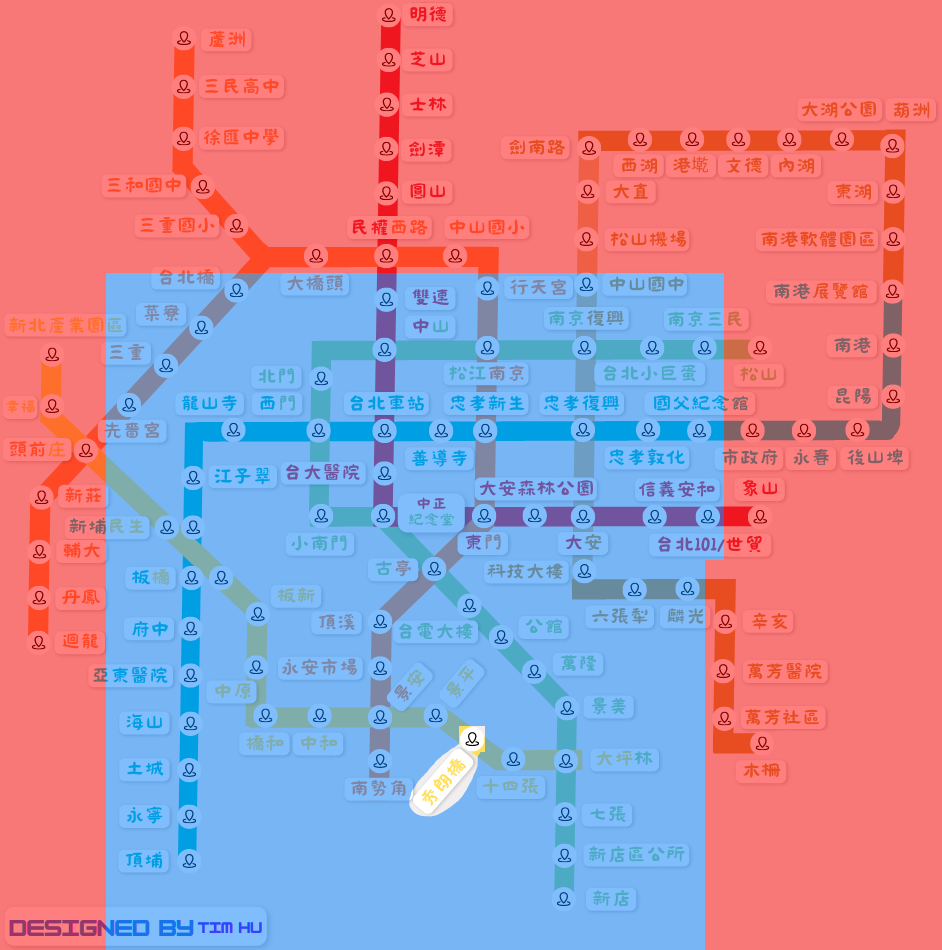 明德
蘆洲
芝山
三民高中
士林
大湖公園
葫洲
徐匯中學
劍潭
劍南路
西湖
港墘
文德
內湖
三和國中
圓山
大直
東湖
三重國小
民權西路
中山國小
松山機場
南港軟體園區
台北橋
大橋頭
行天宮
中山國中
南港展覽館
菜寮
雙連
新北產業園區
中山
南京復興
南京三民
三重
南港
北門
松江南京
台北小巨蛋
松山
幸福
先嗇宮
龍山寺
西門
台北車站
忠孝新生
忠孝復興
國父紀念館
昆陽
頭前庄
善導寺
忠孝敦化
市政府
永春
後山埤
江子翠
台大醫院
新莊
大安森林公園
信義安和
象山
中正
紀念堂
新埔民生
小南門
東門
大安
台北101/世貿
輔大
板橋
古亭
科技大樓
丹鳳
板新
六張犁
麟光
辛亥
迴龍
府中
頂溪
台電大樓
公館
亞東醫院
永安市場
景安
景平
萬隆
萬芳醫院
中原
景美
海山
橋和
中和
萬芳社區
土城
南勢角
秀朗橋
十四張
大坪林
木柵
永寧
七張
頂埔
新店區公所
新店
DESIGNED BY TIM HU